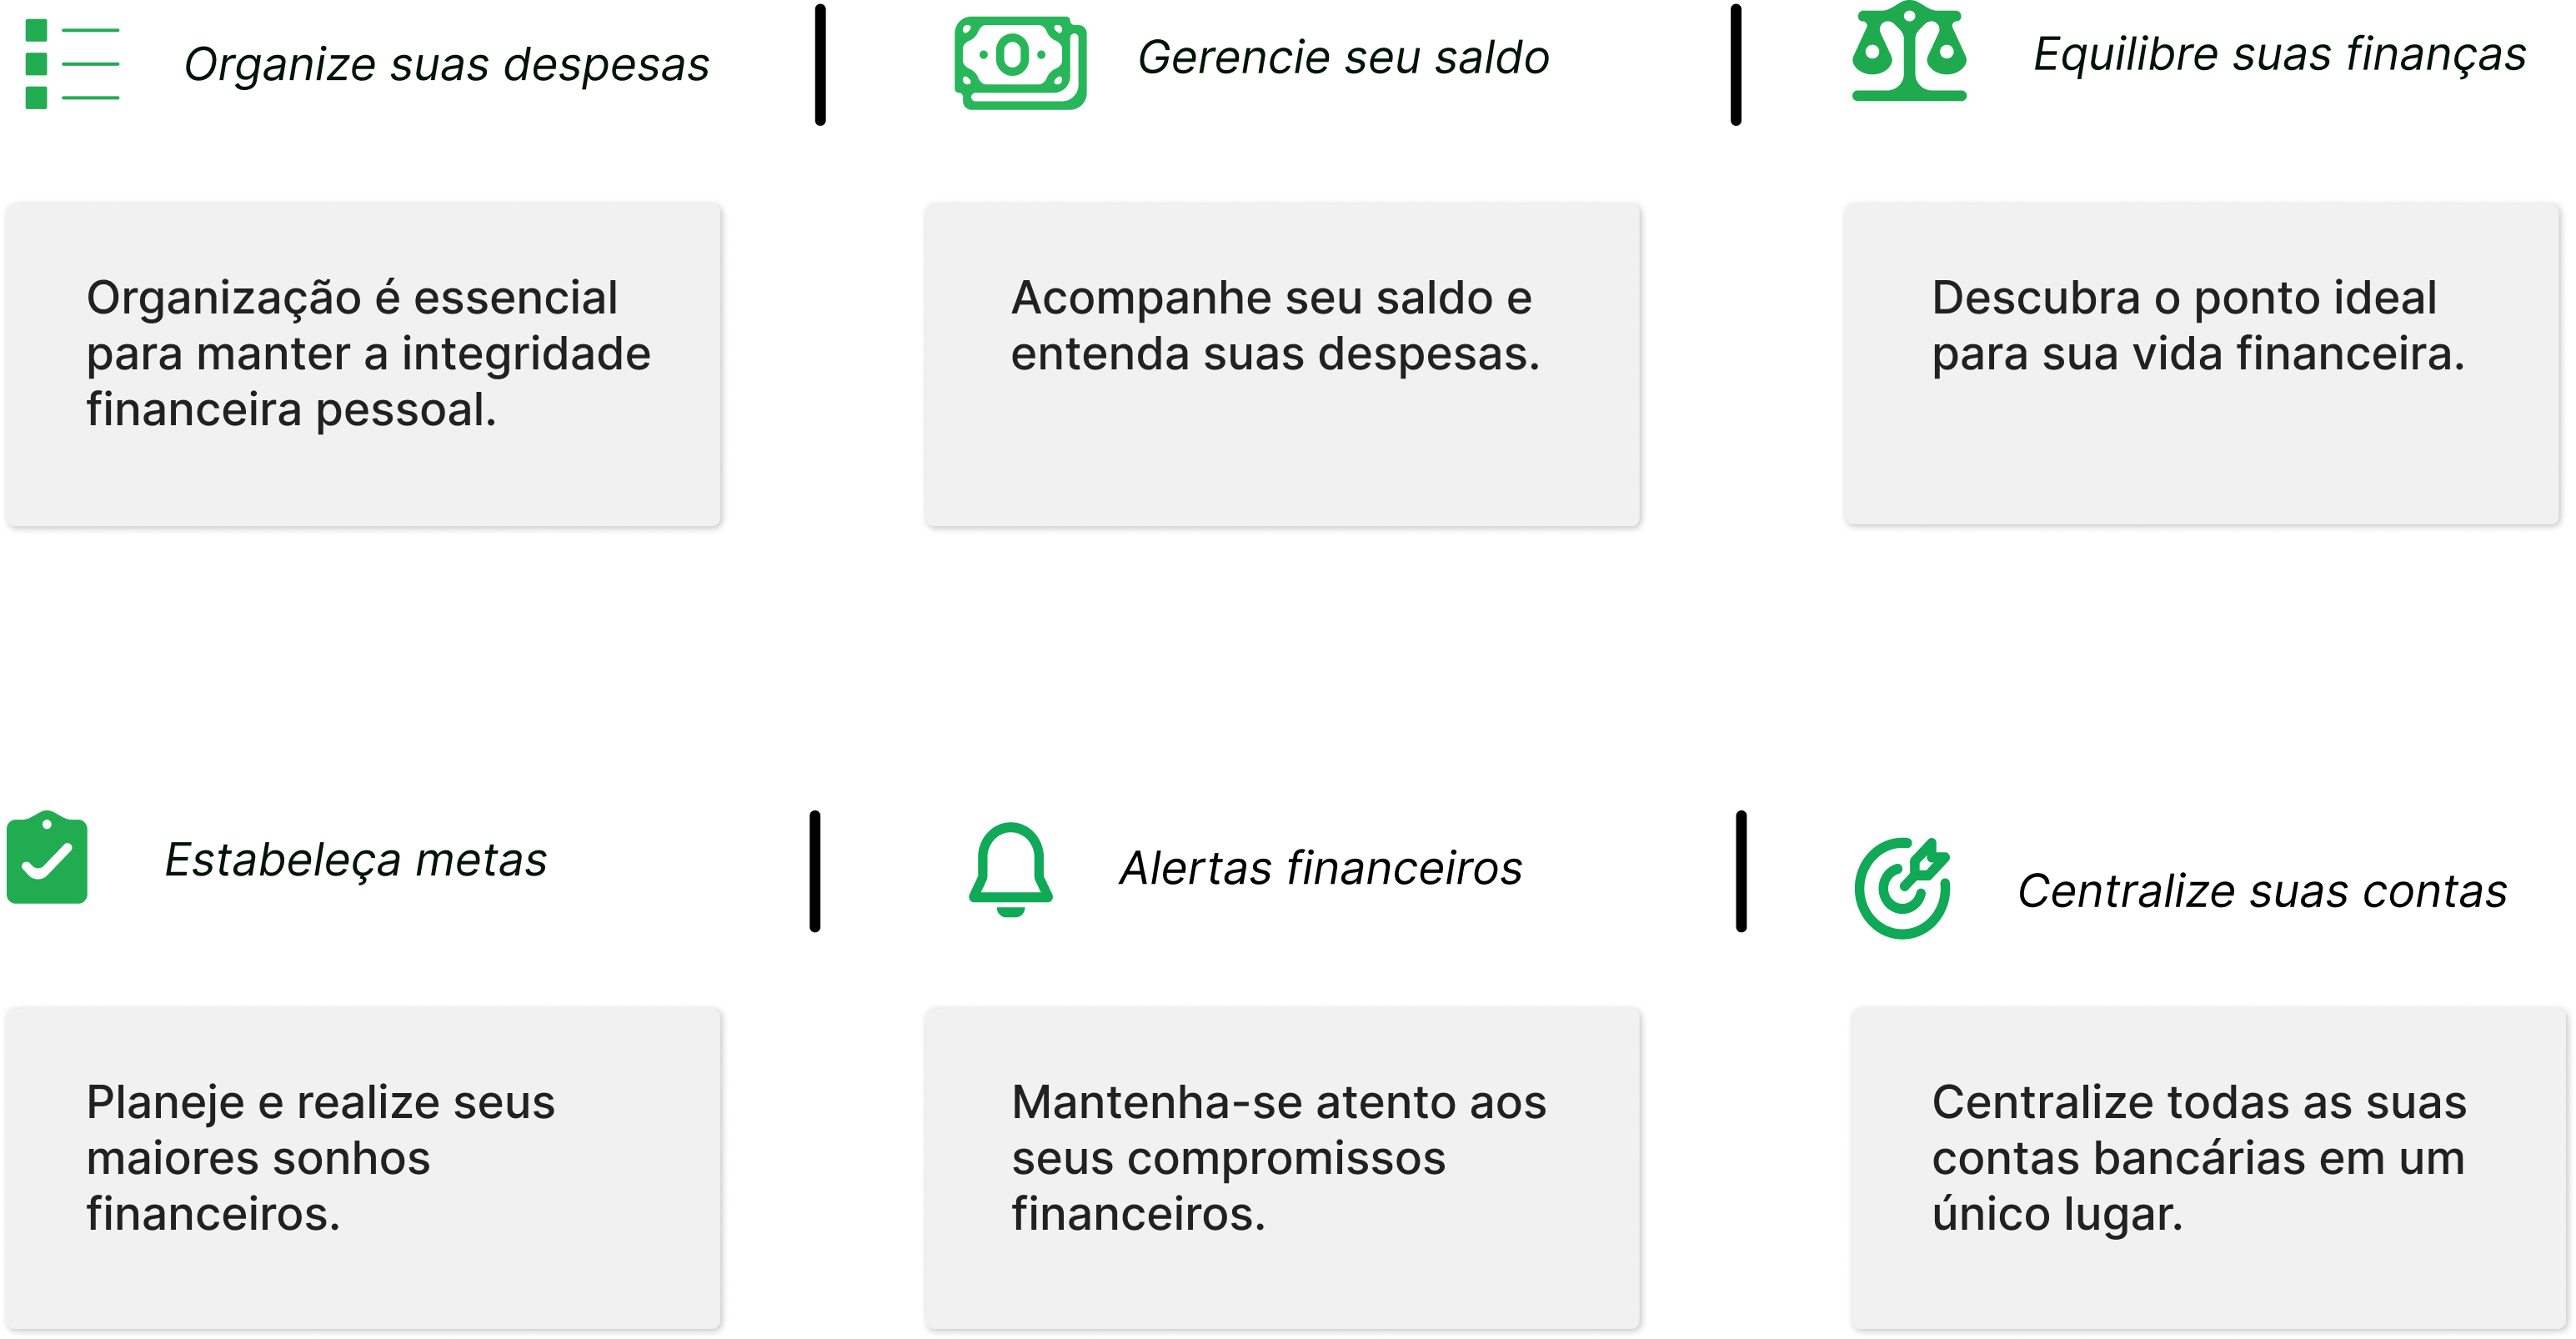 Organize suas despesas
Gerencie seu saldo
Equilibre suas finanças
Organização é essencial
para manter a integridade
financeira pessoal.
Acompanhe seu saldo e
entenda suas despesas.
Descubra o ponto ideal
para sua vida financeira.
Estabeleça metas
Alertas financeiros
Centralize suas contas
Planeje e realize seus
maiores sonhos
financeiros.
Mantenha-se atento aos
seus compromissos
financeiros.
Centralize todas as suas
contas bancárias em um
único lugar.